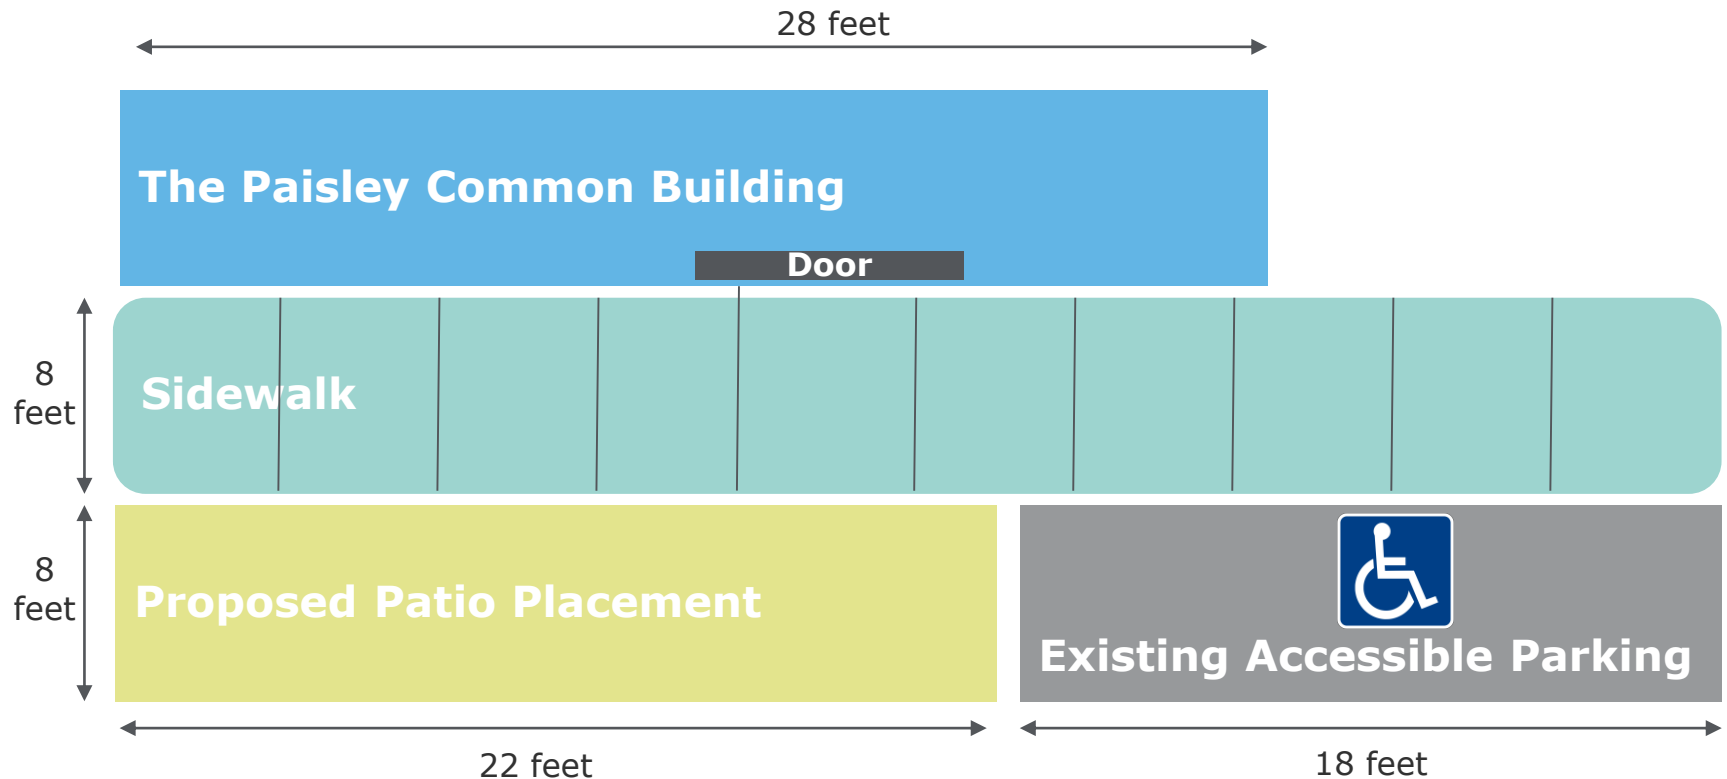 28 feet
The Paisley Common Building
Door
8
feet
Sidewalk
8
feet
Proposed Patio Placement
Existing Accessible Parking
22 feet
18 feet